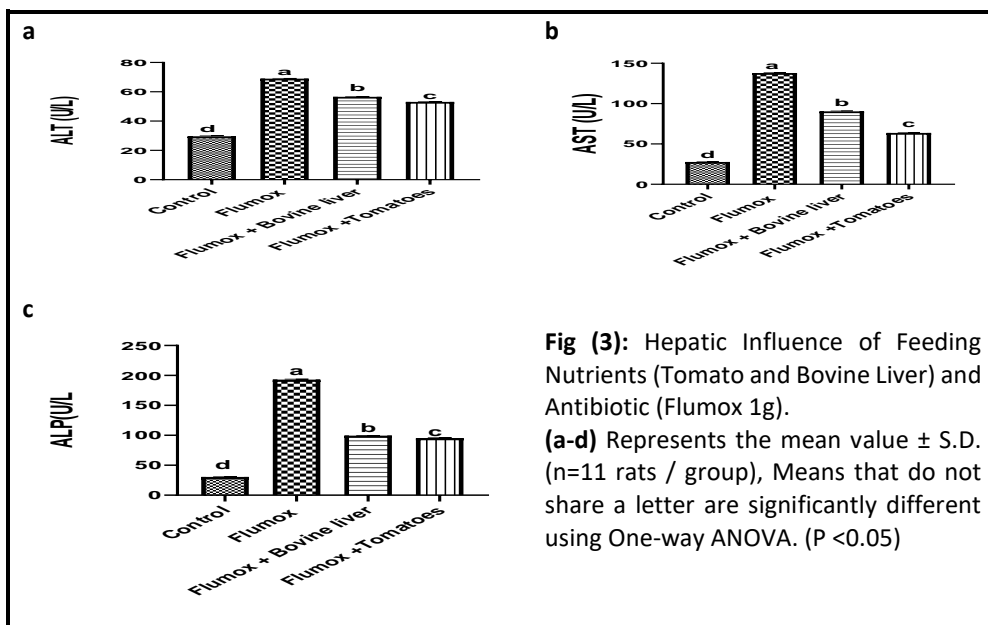 a
ALT (U/L)
80
60
40
20
0
d
a
b
c
Control
Flumox
Flumox + Bovine liver
Flumox +Tomatoes
b
AST (U/L)
150
100
50
0
d
a
b
c
Control
Flumox
Flumox + Bovine liver
Flumox +Tomatoes
c
ALP(U/L
250
200
150
100
50
0
d
a
b
c
Control
Flumox
Flumox + Bovine liver
Flumox +Tomatoes
Fig (3): Hepatic Influence of Feeding
Nutrients (Tomato and Bovine Liver) and
Antibiotic (Flumox 1g).
(a-d) Represents the mean value ± S.D.
(n=11 rats / group), Means that do not
share a letter are significantly different
using One-way ANOVA. (P <0.05)